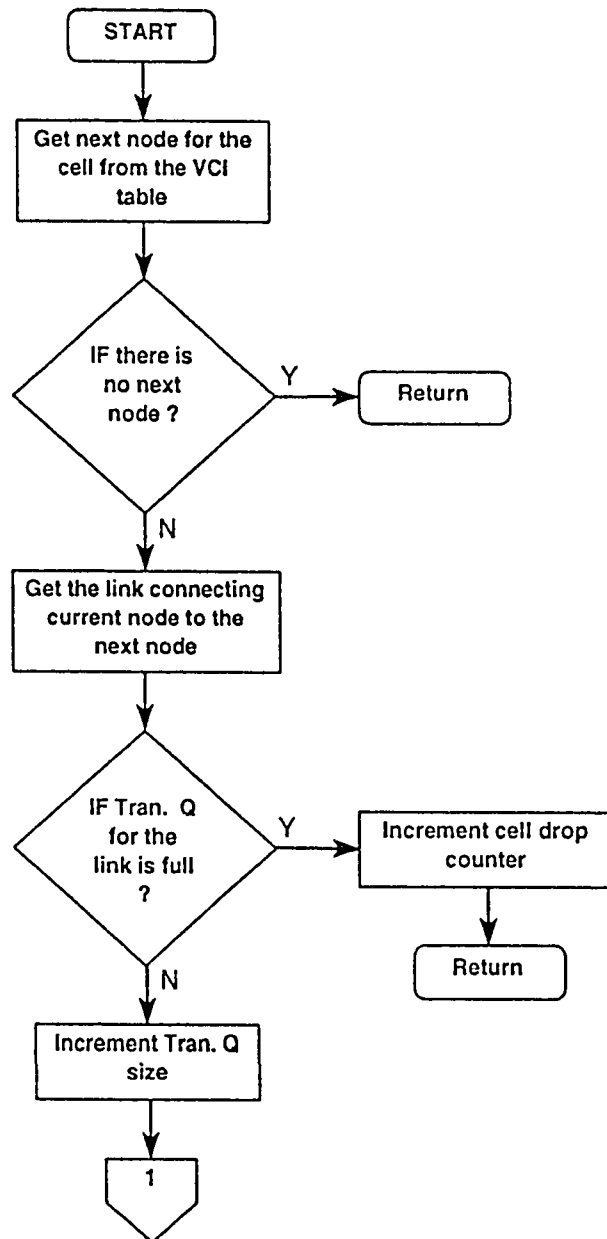 START
Get next node for the
cell from the VCI
table
IF there is
no next
node ?
Y
Return
N
Get the link connecting
current node to the
next node
IF Tran. Q
for the
link is full
?
Y
Increment cell drop
counter
Return
N
Increment Tran. Q
size
1